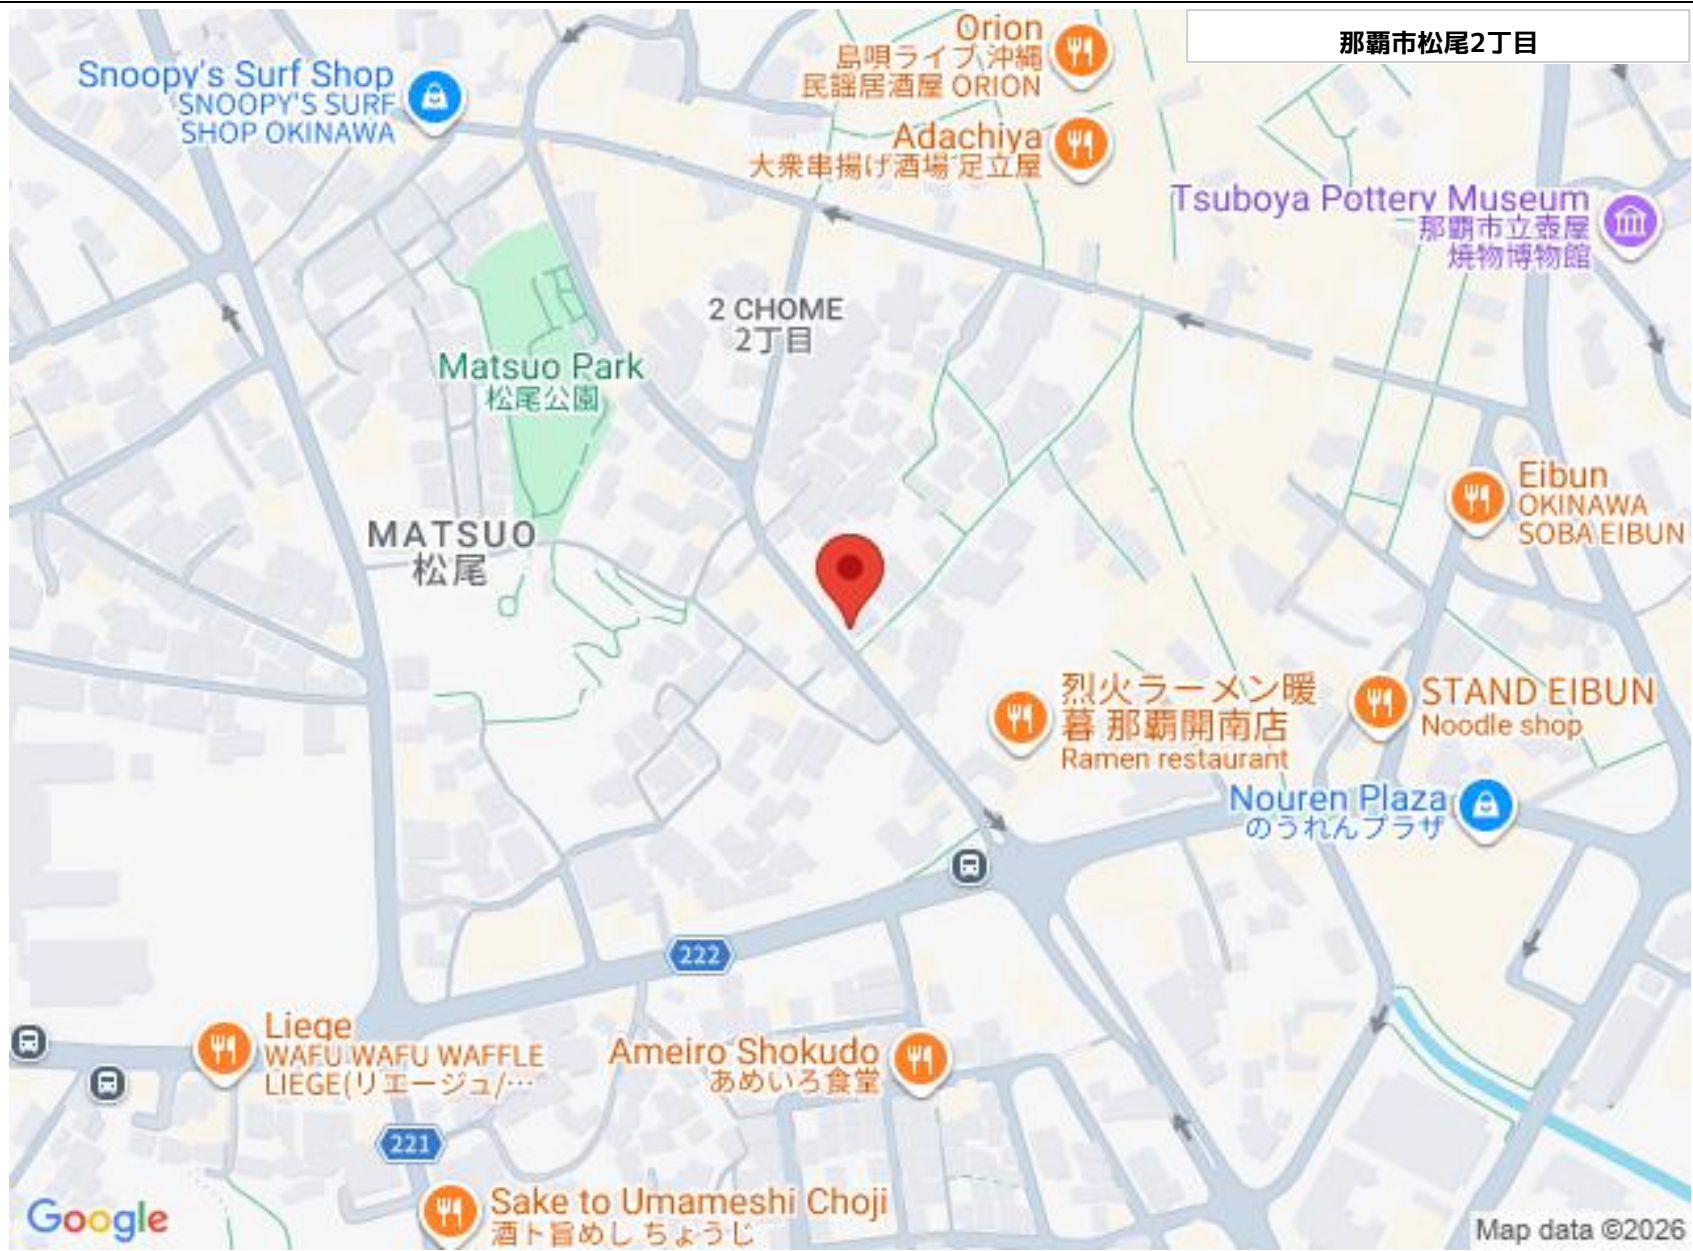 那覇市松尾2丁目
Orion
島唄ライブ 沖縄
民謡居酒屋 ORION
Snoopy's Surf Shop
SNOOPY'S SURF
SHOP OKINAWA
Adachiya
大衆串揚げ酒場 足立屋
Tsuboya Pottery Museum
那覇市立壺屋
焼物博物館
2 CHOME
2丁目
Matsuo Park
松尾公園
MATSUO
松尾
Eibun
OKINAWA
SOBA EIBUN
烈火ラーメン暖
暮 那覇開南店
Ramen restaurant
STAND EIBUN
Noodle shop
Nouren Plaza
のうれんプラザ
222
Liege
WAFU WAFU WAFFLE
LIEGE(リエージュ/…
Ameiro Shokudo
あめいろ食堂
221
Sake to Umameshi Choji
酒ト旨めし ちょうじ
Google
Map data ©2026